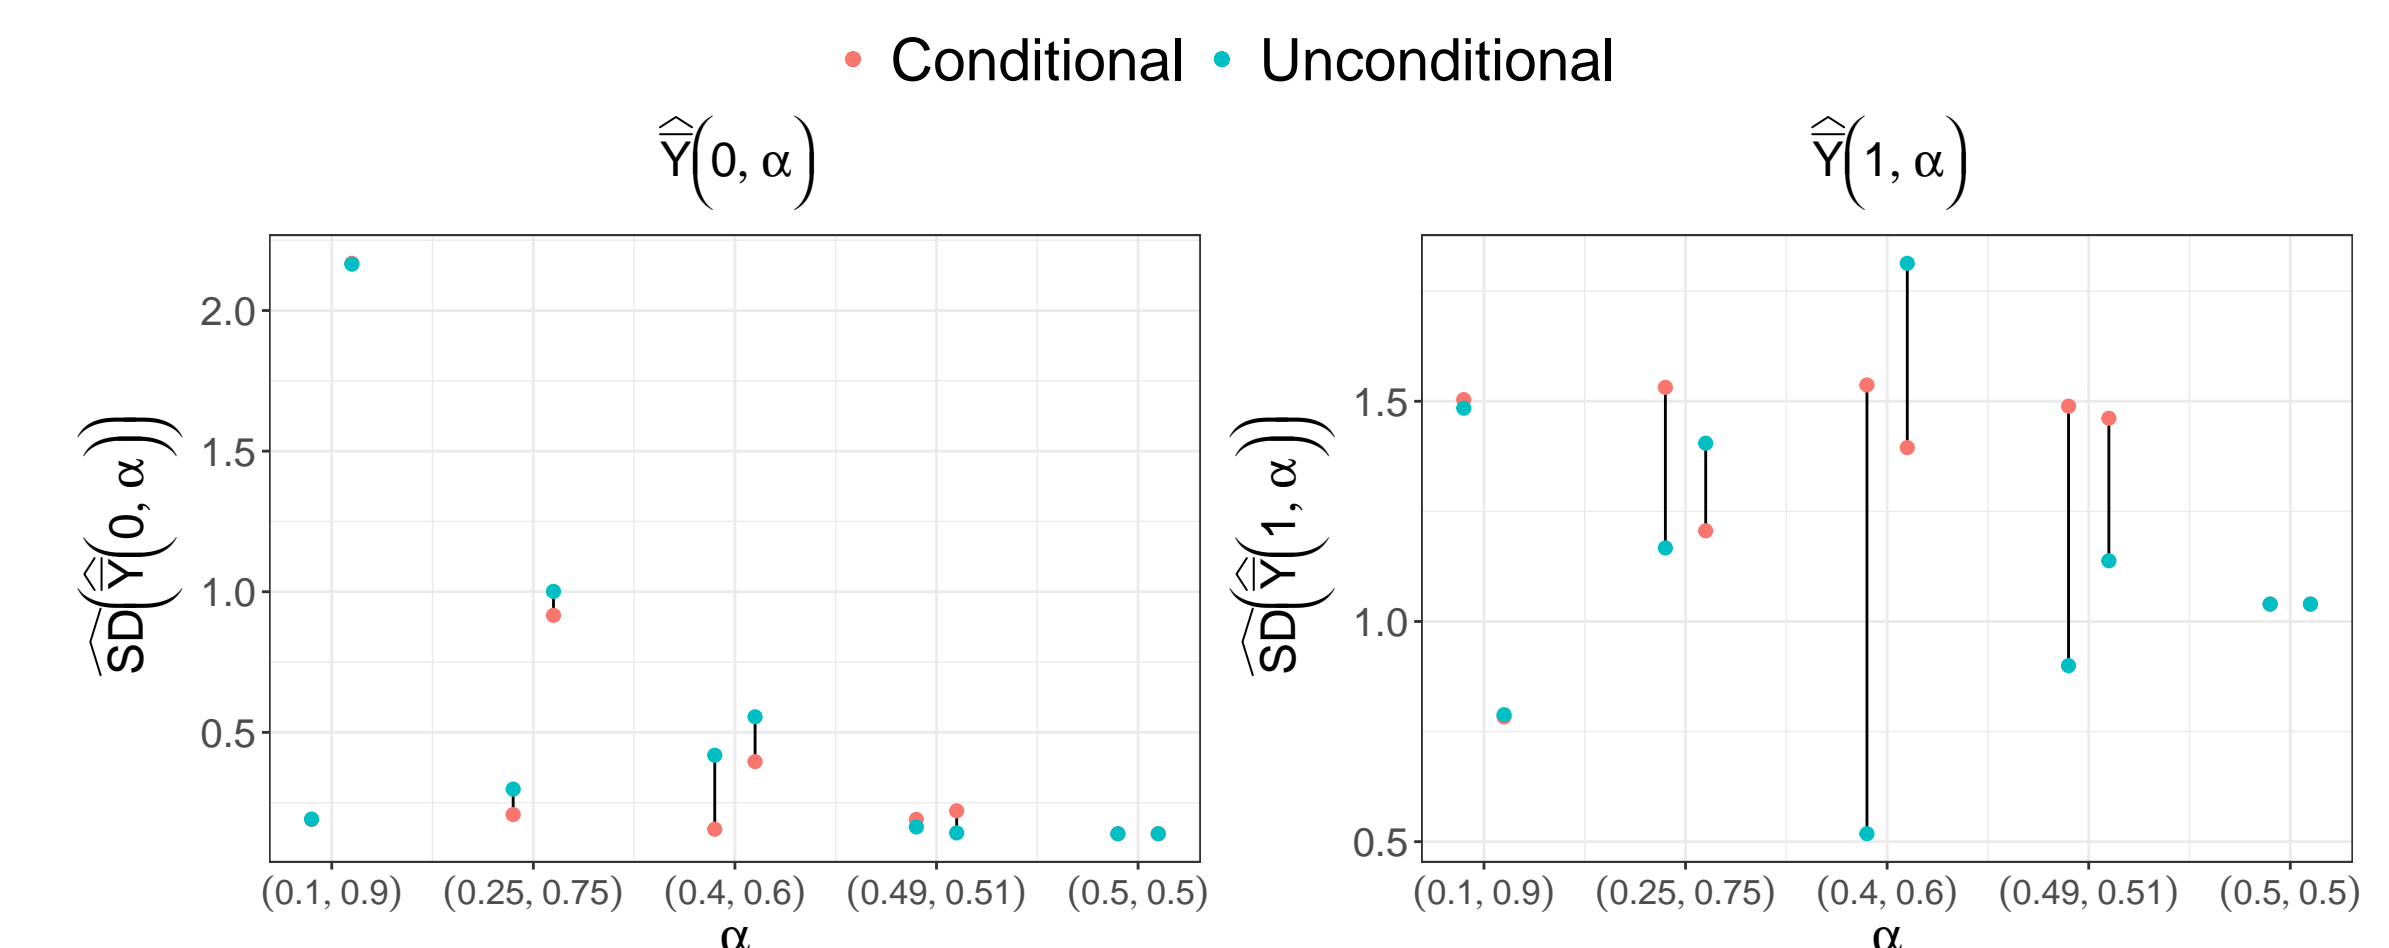 Conditional Unconditional
Y(0, α)
Y(1, α)
SD(Y(0, α))
2.0
1.5
1.0
0.5
(0.1, 0.9) (0.25, 0.75) (0.4, 0.6) (0.49, 0.51) (0.5, 0.5)
α
SD(Y(1, α))
1.5
1.0
0.5
(0.1, 0.9) (0.25, 0.75) (0.4, 0.6) (0.49, 0.51) (0.5, 0.5)
α